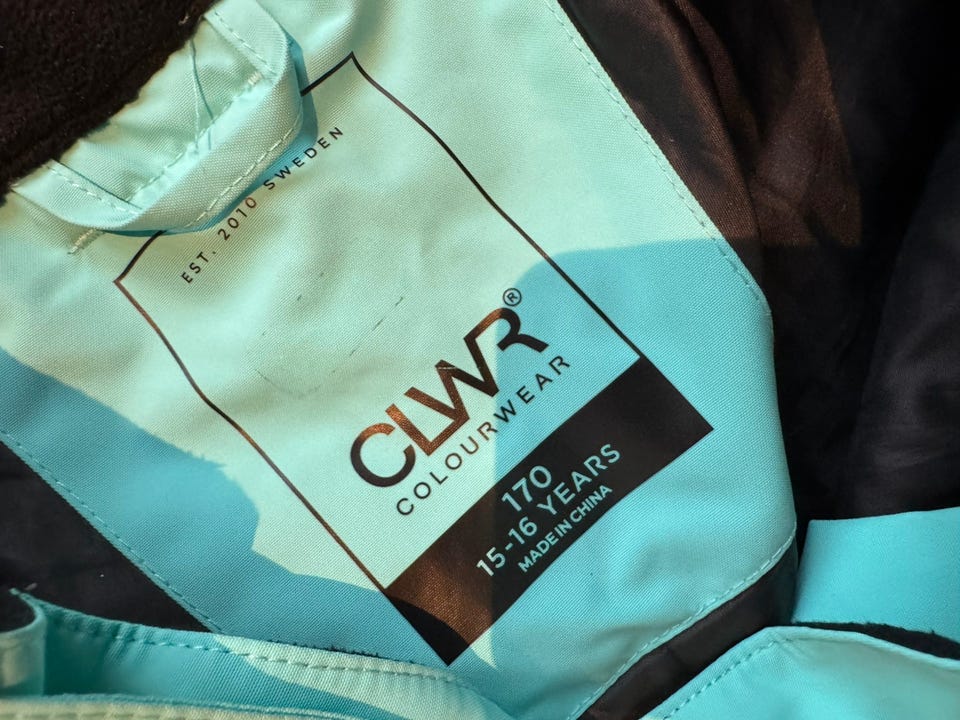 EST. 2010 SWEDEN
CLWR®
COLOURWEAR
170
15-16 YEARS
MADE IN CHINA